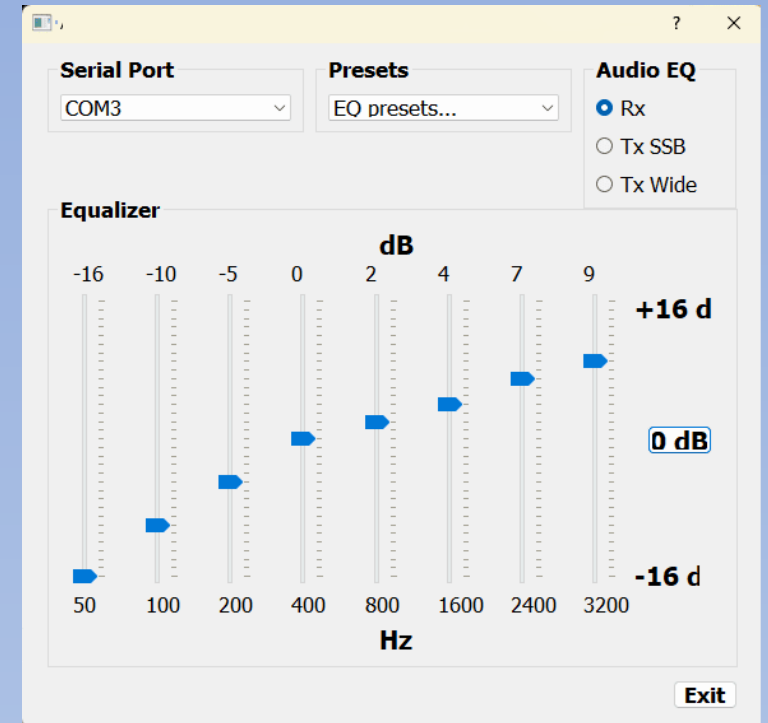 ?
Serial Port
Presets
Audio EQ
COM3
EQ presets...
Rx
Tx SSB
Tx Wide
Equalizer
dB
-16 -10 -5 0 2 4 7 9
+16 d
0 dB
-16 d
50 100 200 400 800 1600 2400 3200
Hz
Exit